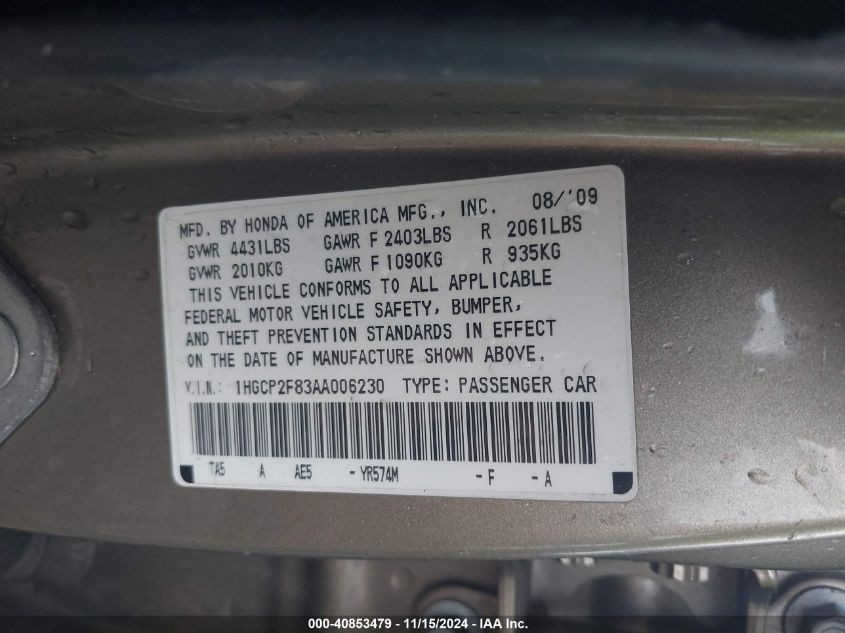 MFD. BY HONDA OF AMERICA MFG., INC. 08/'09
GVWR 4431LBS GAWR F 2403LBS R 2061LBS
GVWR 2010KG GAWR F 1090KG R 935KG
THIS VEHICLE CONFORMS TO ALL APPLICABLE
FEDERAL MOTOR VEHICLE SAFETY, BUMPER,
AND THEFT PREVENTION STANDARDS IN EFFECT
ON THE DATE OF MANUFACTURE SHOWN ABOVE.
V.I.N.: 1HGCP2F83AA006230 TYPE: PASSENGER CAR
TA5 A AE5 -YR574M -F -A
000-40853479 - 11/15/2024 - IAA Inc.